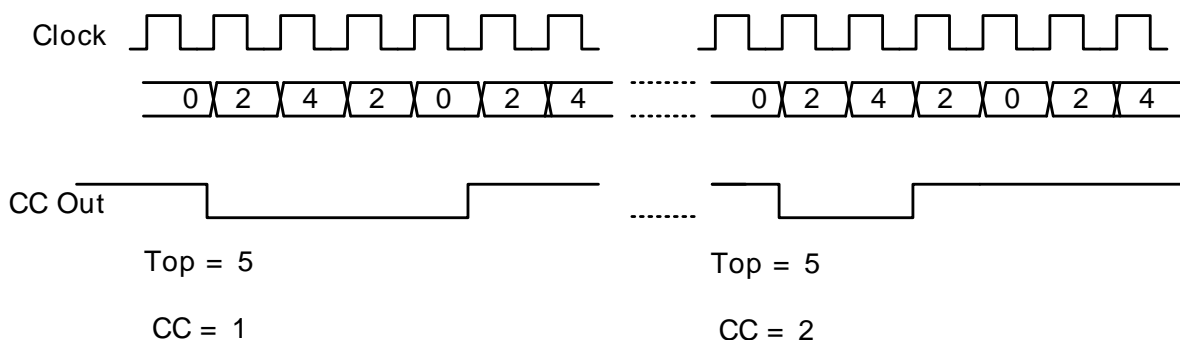 Clock
0 2 4 2 0 2 4 0 2 4 2 0 2 4
CC Out
Top = 5 Top = 5
CC = 1 CC = 2